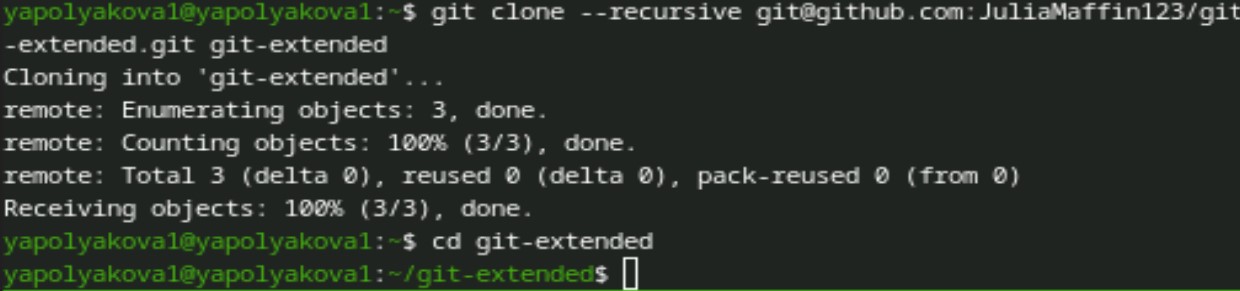 yapolyakova1@yapolyakova1:~$ git clone --recursive git@github.com:JuliaMaffin123/git
-extended.git git-extended
Cloning into 'git-extended'...
remote: Enumerating objects: 3, done.
remote: Counting objects: 100% (3/3), done.
remote: Total 3 (delta 0), reused 0 (delta 0), pack-reused 0 (from 0)
Receiving objects: 100% (3/3), done.
yapolyakova1@yapolyakova1:~$ cd git-extended
yapolyakova1@yapolyakova1:~/git-extended$